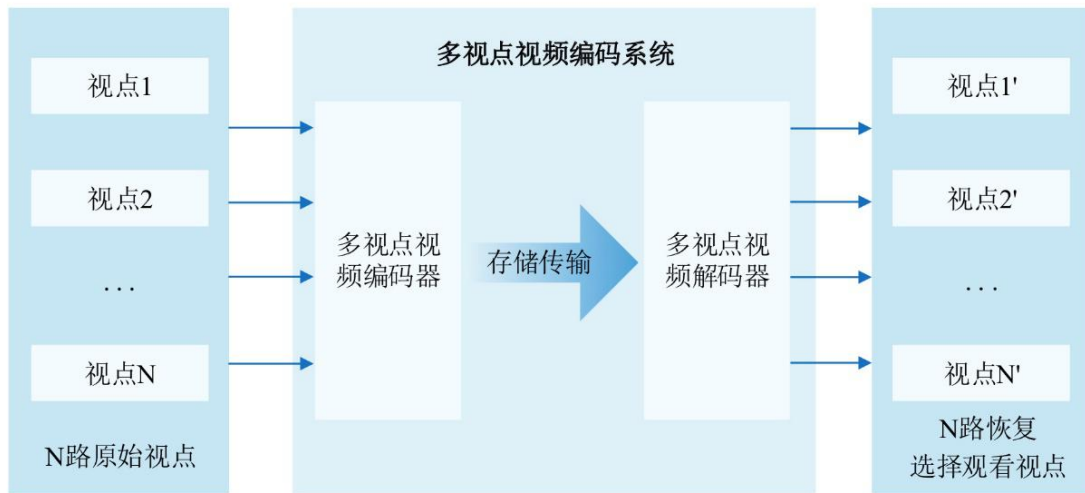 视点1
视点2
...
视点N
N路原始视点
多视点视频编码系统
多视点视
频编码器
存储传输
多视点视
频解码器
视点1'
视点2'
...
视点N'
N路恢复
选择观看视点